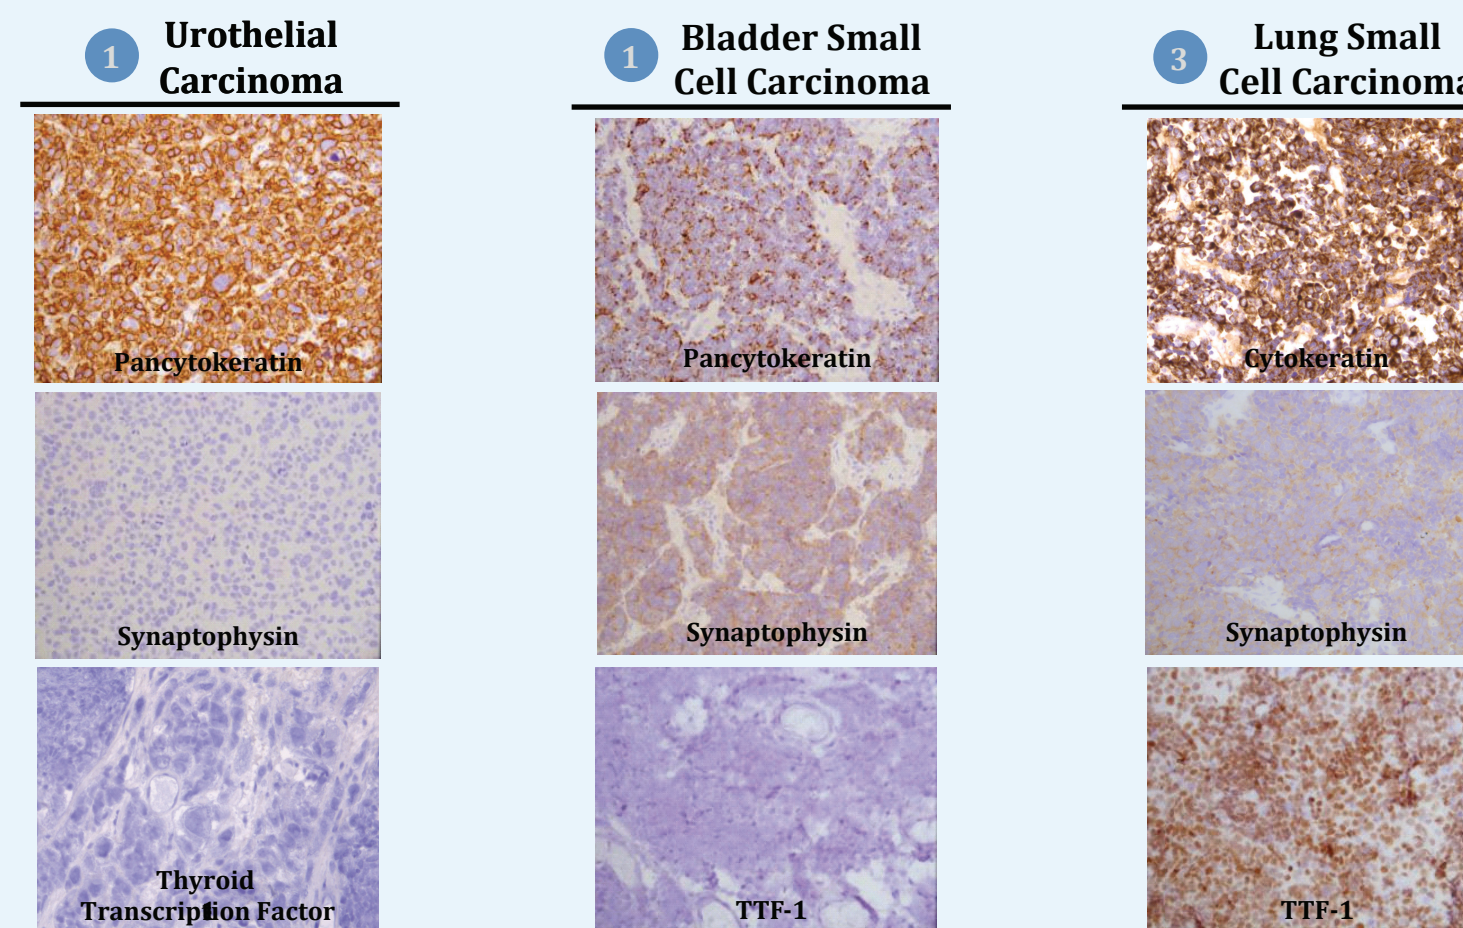 1
Urothelial
Carcinoma
Pancytokeratin
Synaptophysin
Thyroid
Transcription Factor
1
1
Bladder Small
Cell Carcinoma
Pancytokeratin
Synaptophysin
TTF-1
3
Lung Small
Cell Carcinoma
Cytokeratin
Synaptophysin
TTF-1